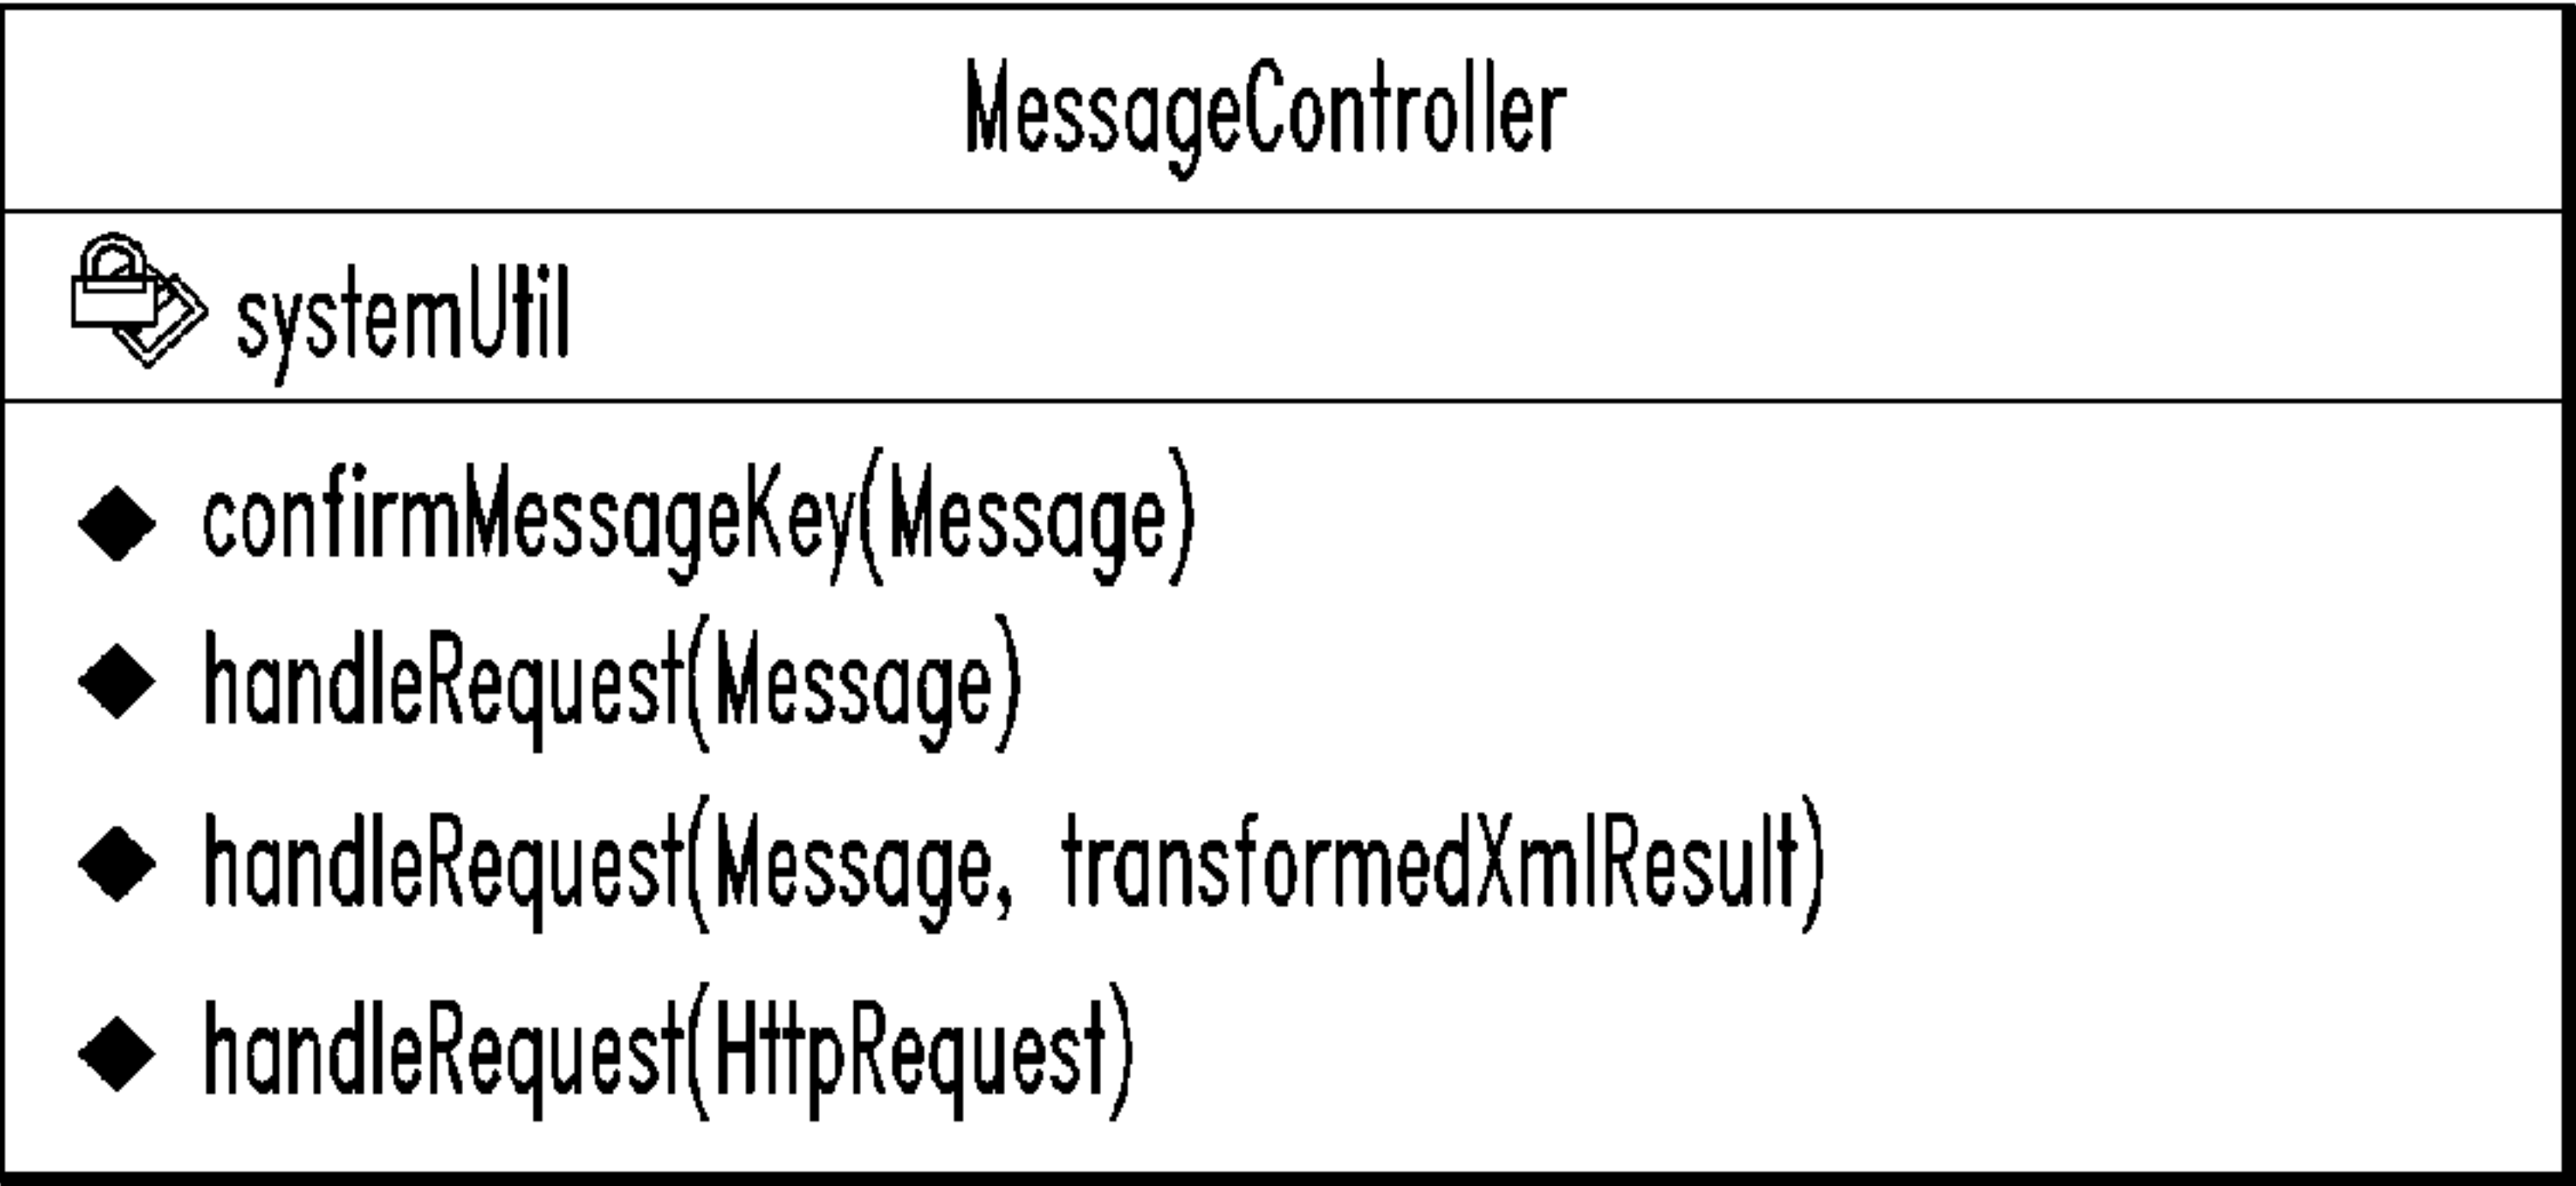 MessageController
systemUtil
confirmMessageKey(Message)
handleRequest(Message)
handleRequest(Message, transformedXmlResult)
handleRequest(HttpRequest)